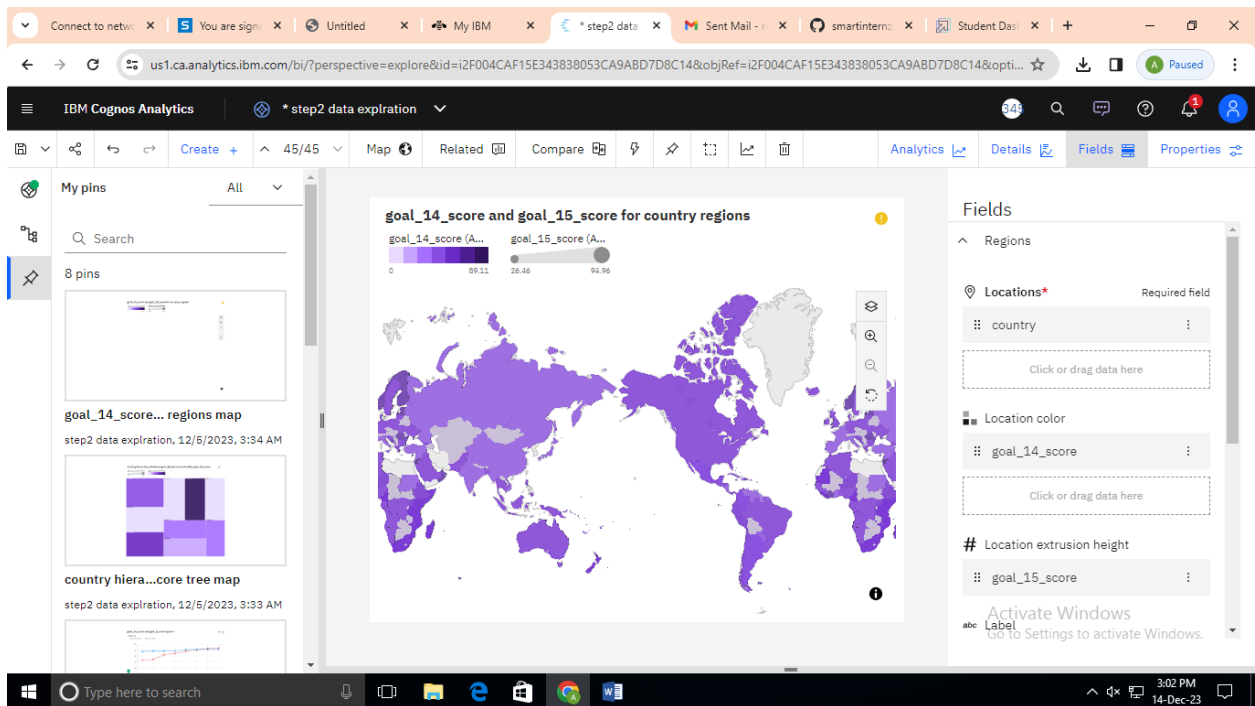 Connect to netwo
You are signe
Untitled
My IBM
* step2 data
Sent Mail - n
smartinternz
Student Dash
us1.ca.analytics.ibm.com/bi/?perspective=explore&id=i2F004CAF15E343838053CA9ABD7D8C14&objRef=i2F004CAF15E343838053CA9ABD7D8C14&opti...
A Paused
IBM Cognos Analytics
* step2 data explration
345
1
Create +
45/45
Map
Related
Compare
Analytics
Details
Fields
Properties
My pins
All
Search
8 pins
goal_14_score... regions map
step2 data explration, 12/5/2023, 3:34 AM
country hiera...core tree map
step2 data explration, 12/5/2023, 3:33 AM
goal_14_score and goal_15_score for country regions
goal_14_score (A...
goal_15_score (A...
0
89.11
26.46
94.96
Fields
Regions
Locations*
Required field
country
Click or drag data here
Location color
goal_14_score
Click or drag data here
# Location extrusion height
goal_15_score
abc Label
Activate Windows
Go to Settings to activate Windows.
Type here to search
3:02 PM
14-Dec-23